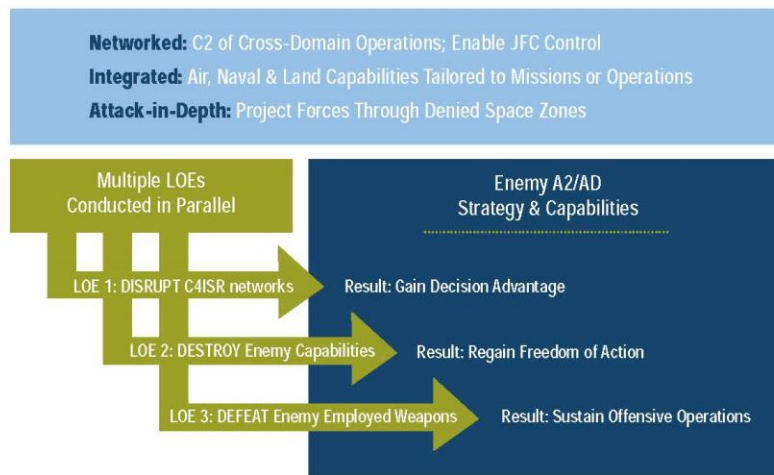 Networked: C2 of Cross-Domain Operations; Enable JFC Control
Integrated: Air, Naval & Land Capabilities Tailored to Missions or Operations
Attack-in-Depth: Project Forces Through Denied Space Zones
Multiple LOEs
Conducted in Parallel
Enemy A2/AD
Strategy & Capabilities
LOE 1: DISRUPT C4ISR networks
Result: Gain Decision Advantage
LOE 2: DESTROY Enemy Capabilities
Result: Regain Freedom of Action
LOE 3: DEFEAT Enemy Employed Weapons
Result: Sustain Offensive Operations